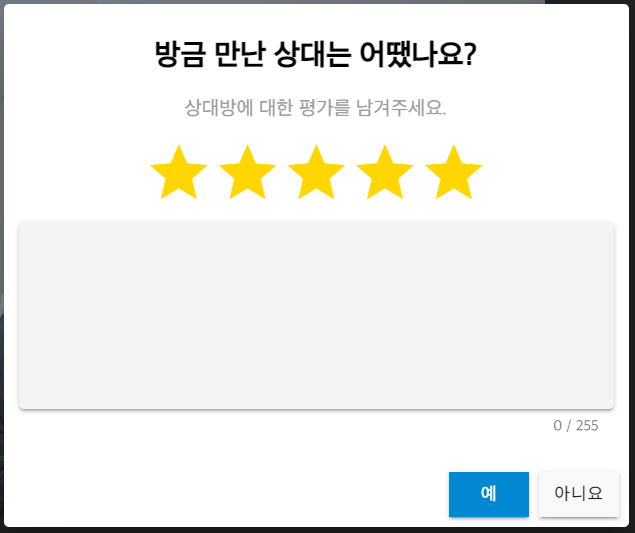 방금 만난 상대는 어땠나요?
상대방에 대한 평가를 남겨주세요.
0 / 255
예
아니요